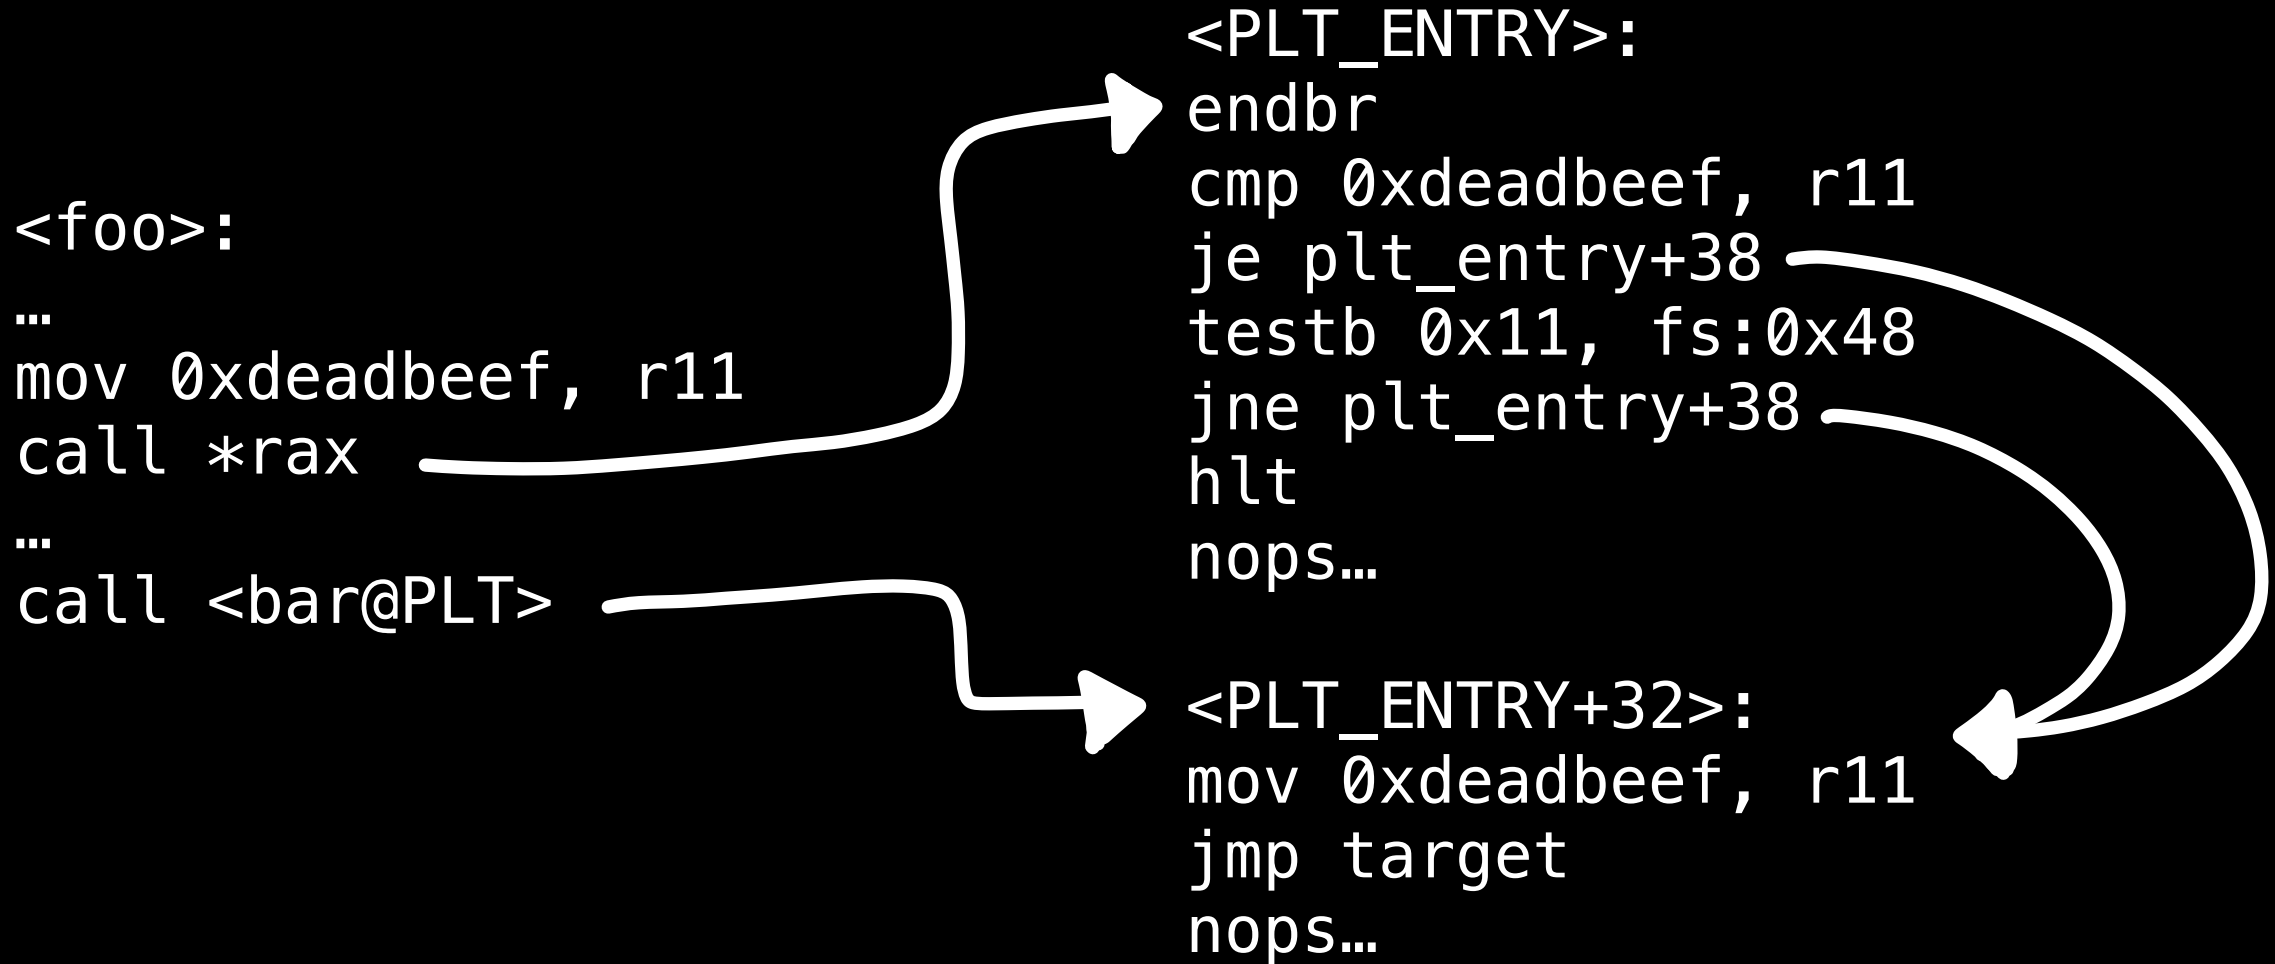 <foo>:
…
mov 0xdeadbeef, r11
call *rax
…
call <bar@PLT>
<PLT_ENTRY>:
endbr
cmp 0xdeadbeef, r11
je plt_entry+38
testb 0x11, fs:0x48
jne plt_entry+38
hlt
nops…
<PLT_ENTRY+32>:
mov 0xdeadbeef, r11
jmp target
nops…